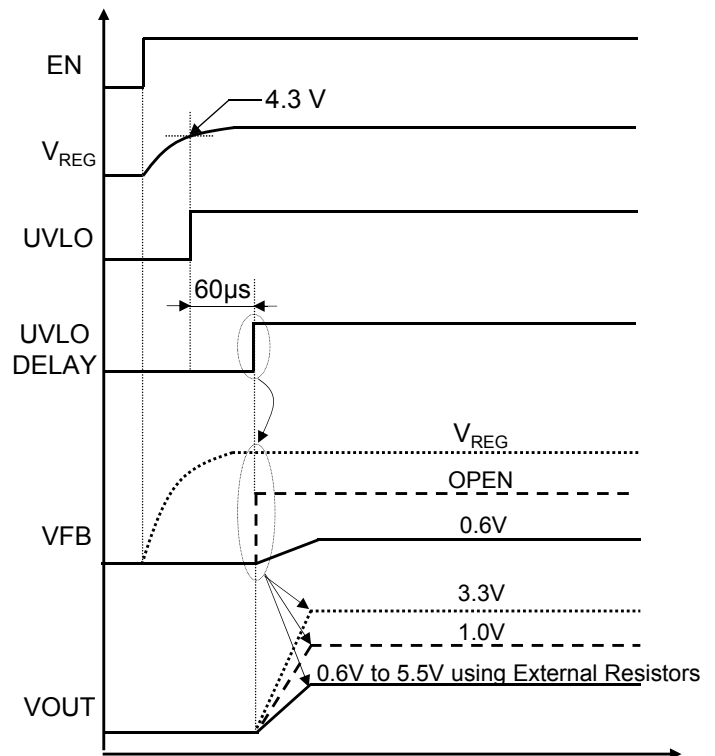 EN
4.3 V
VREG
UVLO
60µs
UVLO
DELAY
VREG
OPEN
VFB
0.6V
3.3V
1.0V
0.6V to 5.5V using External Resistors
VOUT